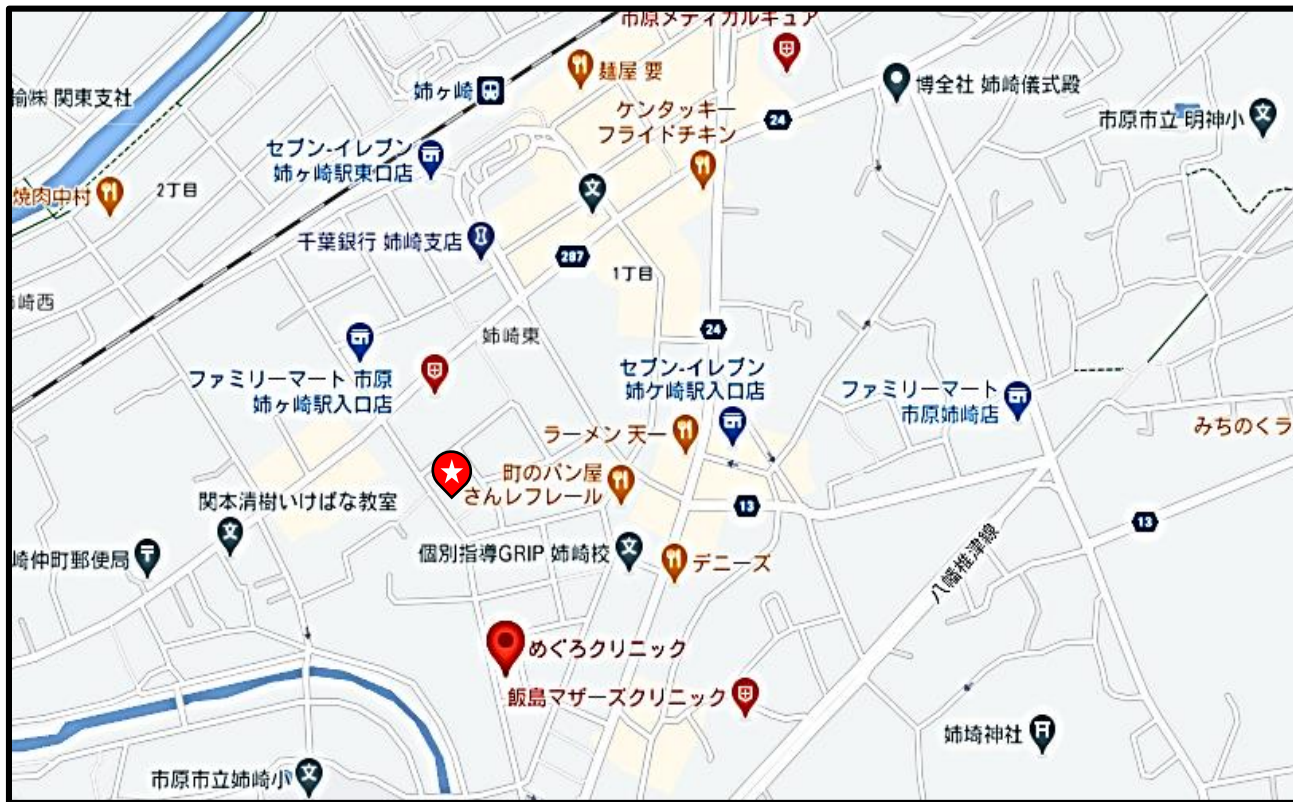 市原メディカルキュア
麺屋 要
姉ヶ崎
博全社 姉崎儀式殿
関東支社
ケンタッキー
フライドチキン
24
市原市立 明神小
セブン-イレブン
姉ヶ崎駅東口店
2丁目
焼肉中村
千葉銀行 姉崎支店
287
1丁目
崎西
姉崎東
24
ファミリーマート 市原
姉ヶ崎駅入口店
セブン-イレブン
姉ケ崎駅入口店
ファミリーマート
市原姉崎店
みちのくラ
ラーメン 天一
町のパン屋
さんレフレール
関本清樹いけばな教室
13
13
崎仲町郵便局
個別指導GRIP 姉崎校
デニーズ
八幡椎津線
めぐろクリニック
飯島マザーズクリニック
姉埼神社
市原市立姉崎小